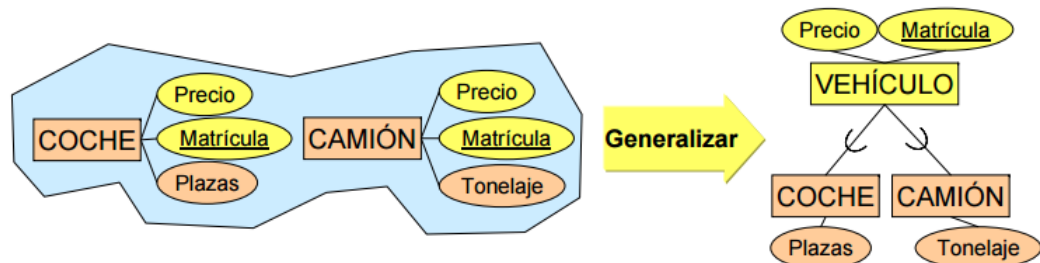 COCHE
Precio
Matrícula
Plazas
CAMIÓN
Precio
Matrícula
Tonelaje
Generalizar
Precio
Matrícula
VEHÍCULO
COCHE
CAMIÓN
Plazas
Tonelaje